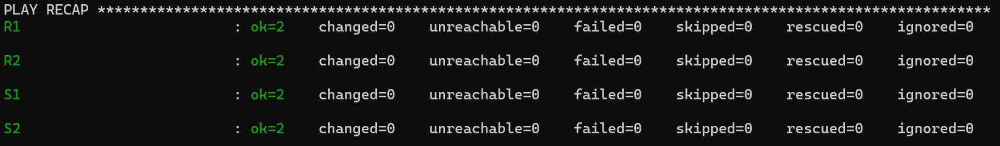 PLAY RECAP *********************************************************************************************************
R1                         : ok=2    changed=0    unreachable=0    failed=0    skipped=0    rescued=0    ignored=0
R2                         : ok=2    changed=0    unreachable=0    failed=0    skipped=0    rescued=0    ignored=0
S1                         : ok=2    changed=0    unreachable=0    failed=0    skipped=0    rescued=0    ignored=0
S2                         : ok=2    changed=0    unreachable=0    failed=0    skipped=0    rescued=0    ignored=0